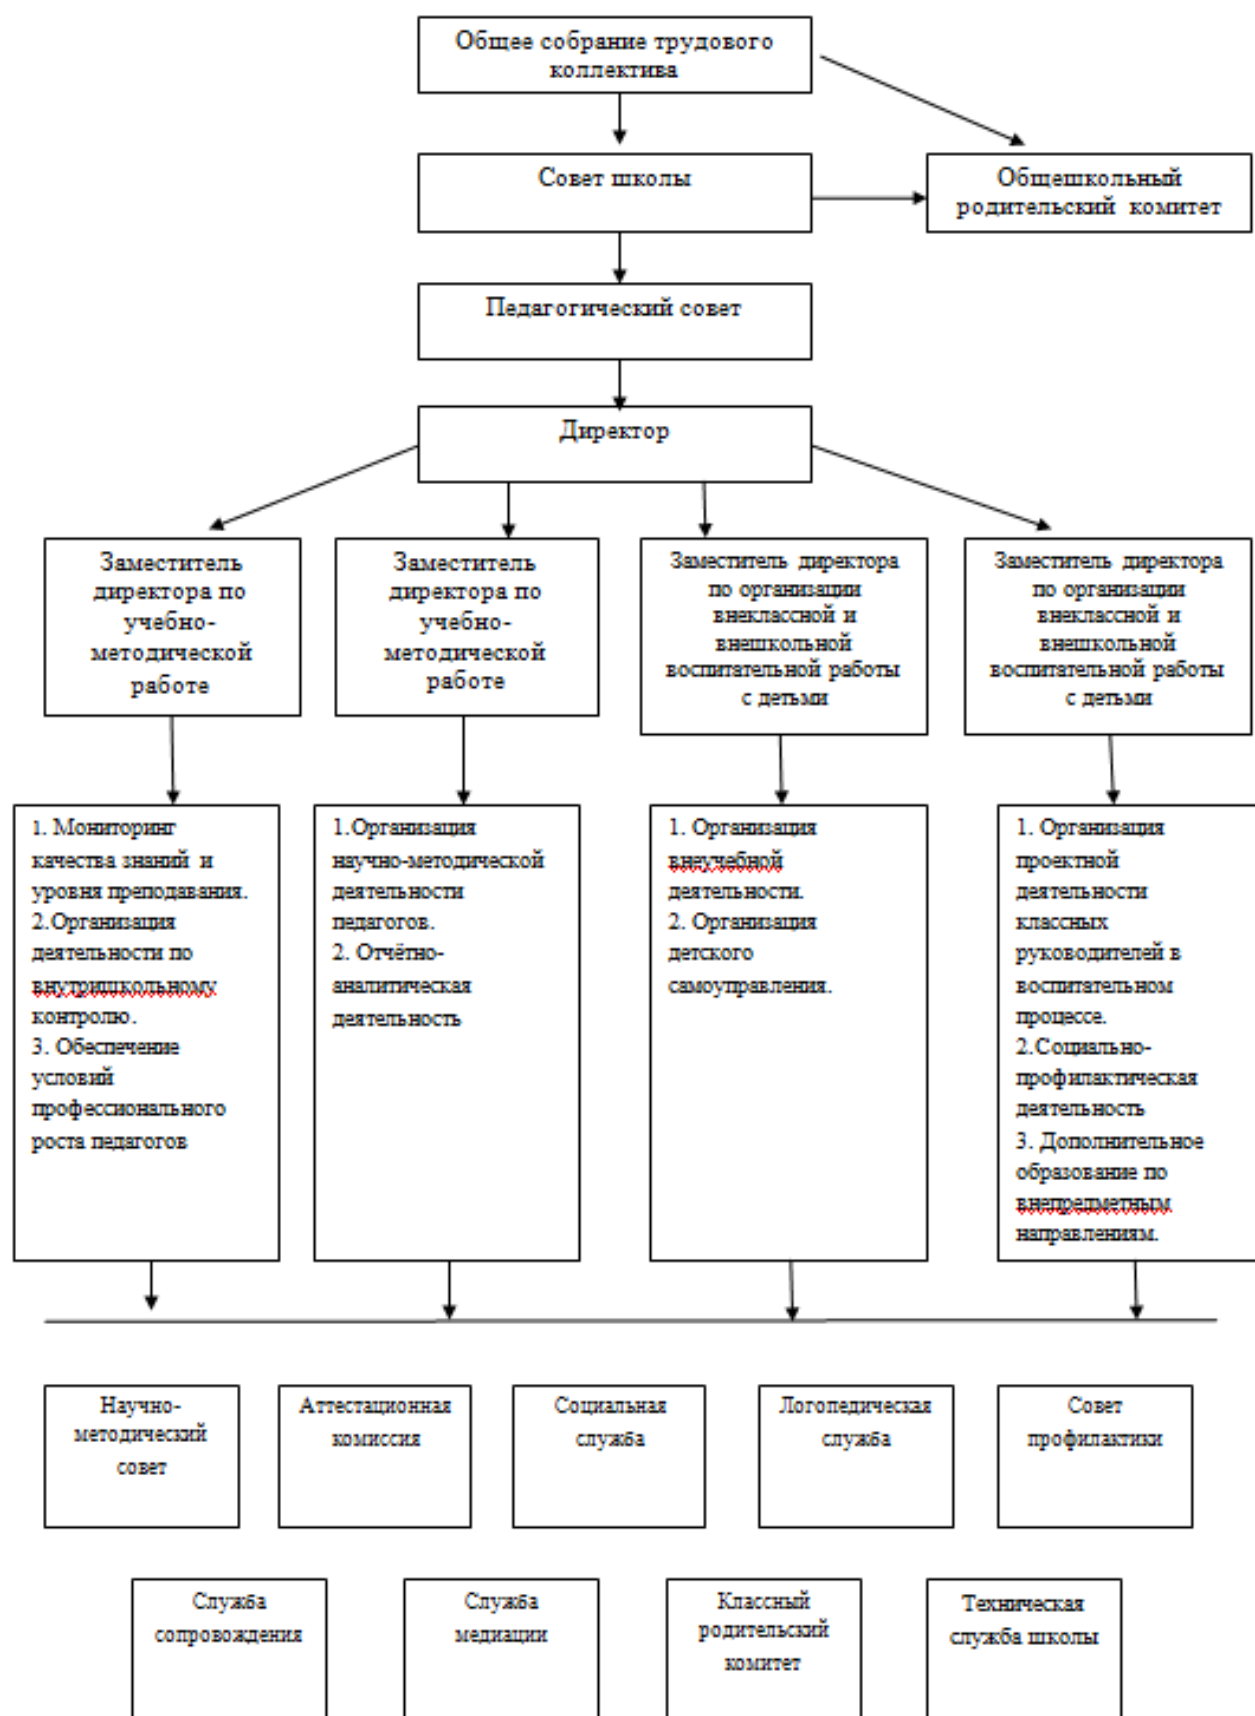 Общее собрание трудового
коллектива
Совет школы
Общешкольный
родительский комитет
Педагогический совет
Директор
Заместитель
директора по
учебно-
методической
работе
Заместитель
директора по
учебно-
методической
работе
Заместитель директора
по организации
внеклассной и
внешкольной
воспитательной работы
с детьми
Заместитель директора
по организации
внеклассной и
внешкольной
воспитательной работы
с детьми
1. Мониторинг
качества знаний и
уровня преподавания.
2.Организация
деятельности по
внутришкольному
контролю.
3. Обеспечение
условий
профессионального
роста педагогов
1.Организация
научно-методической
деятельности
педагогов.
2. Отчётно-
аналитическая
деятельность
1. Организация
внеучебной
деятельности.
2. Организация
детского
самоуправления.
1. Организация
проектной
деятельности
классных
руководителей в
воспитательном
процессе.
2.Социально-
профилактическая
деятельность
3. Дополнительное
образование по
внепредметным
направлениям.
Научно-
методический
совет
Аттестационная
комиссия
Социальная
служба
Логопедическая
служба
Совет
профилактики
Служба
сопровождения
Служба
медиации
Классный
родительский
комитет
Техническая
служба школы